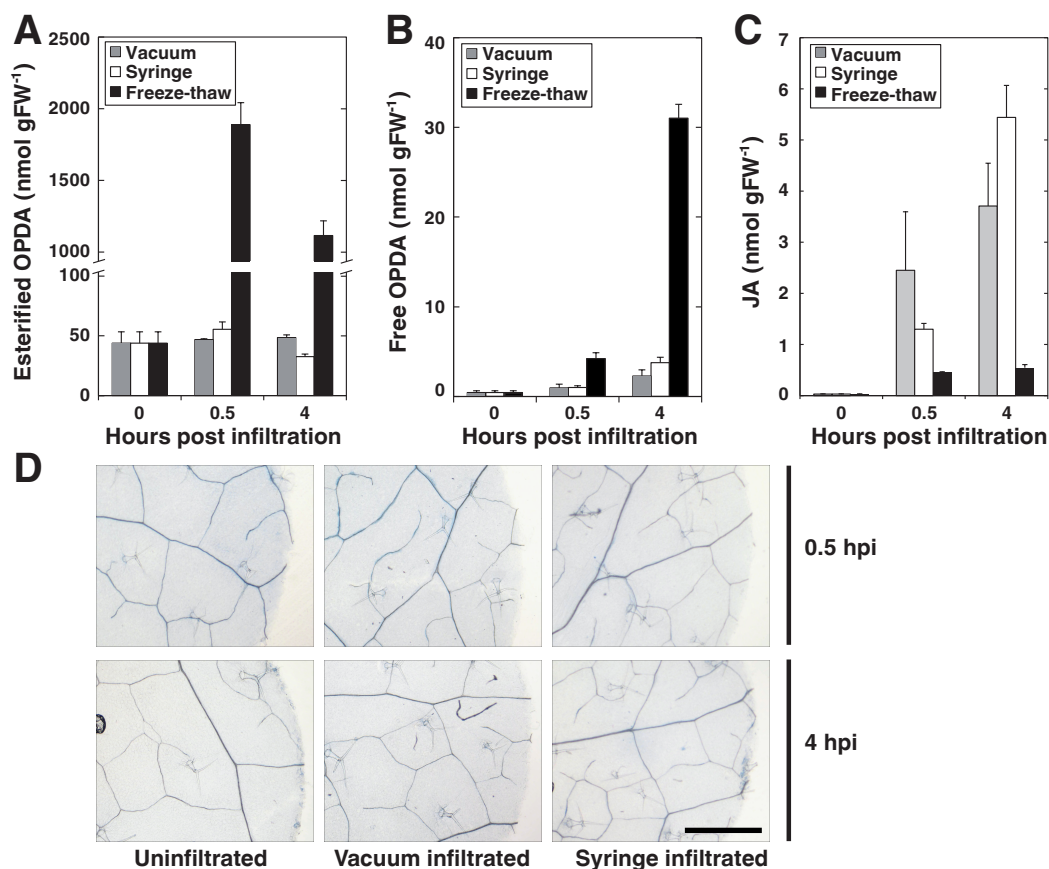 A
Esterified OPDA (nmol gFW-1)
2500
2000
1500
1000
100
50
0
Vacuum
Syringe
Freeze-thaw
0 0.5 4
Hours post infiltration
B
Free OPDA (nmol gFW-1)
40
30
20
10
0
Vacuum
Syringe
Freeze-thaw
0 0.5 4
Hours post infiltration
C
JA (nmol gFW-1)
7
6
5
4
3
2
1
0
Vacuum
Syringe
Freeze-thaw
0 0.5 4
Hours post infiltration
D
0.5 hpi
4 hpi
Uninfiltrated
Vacuum infiltrated
Syringe infiltrated